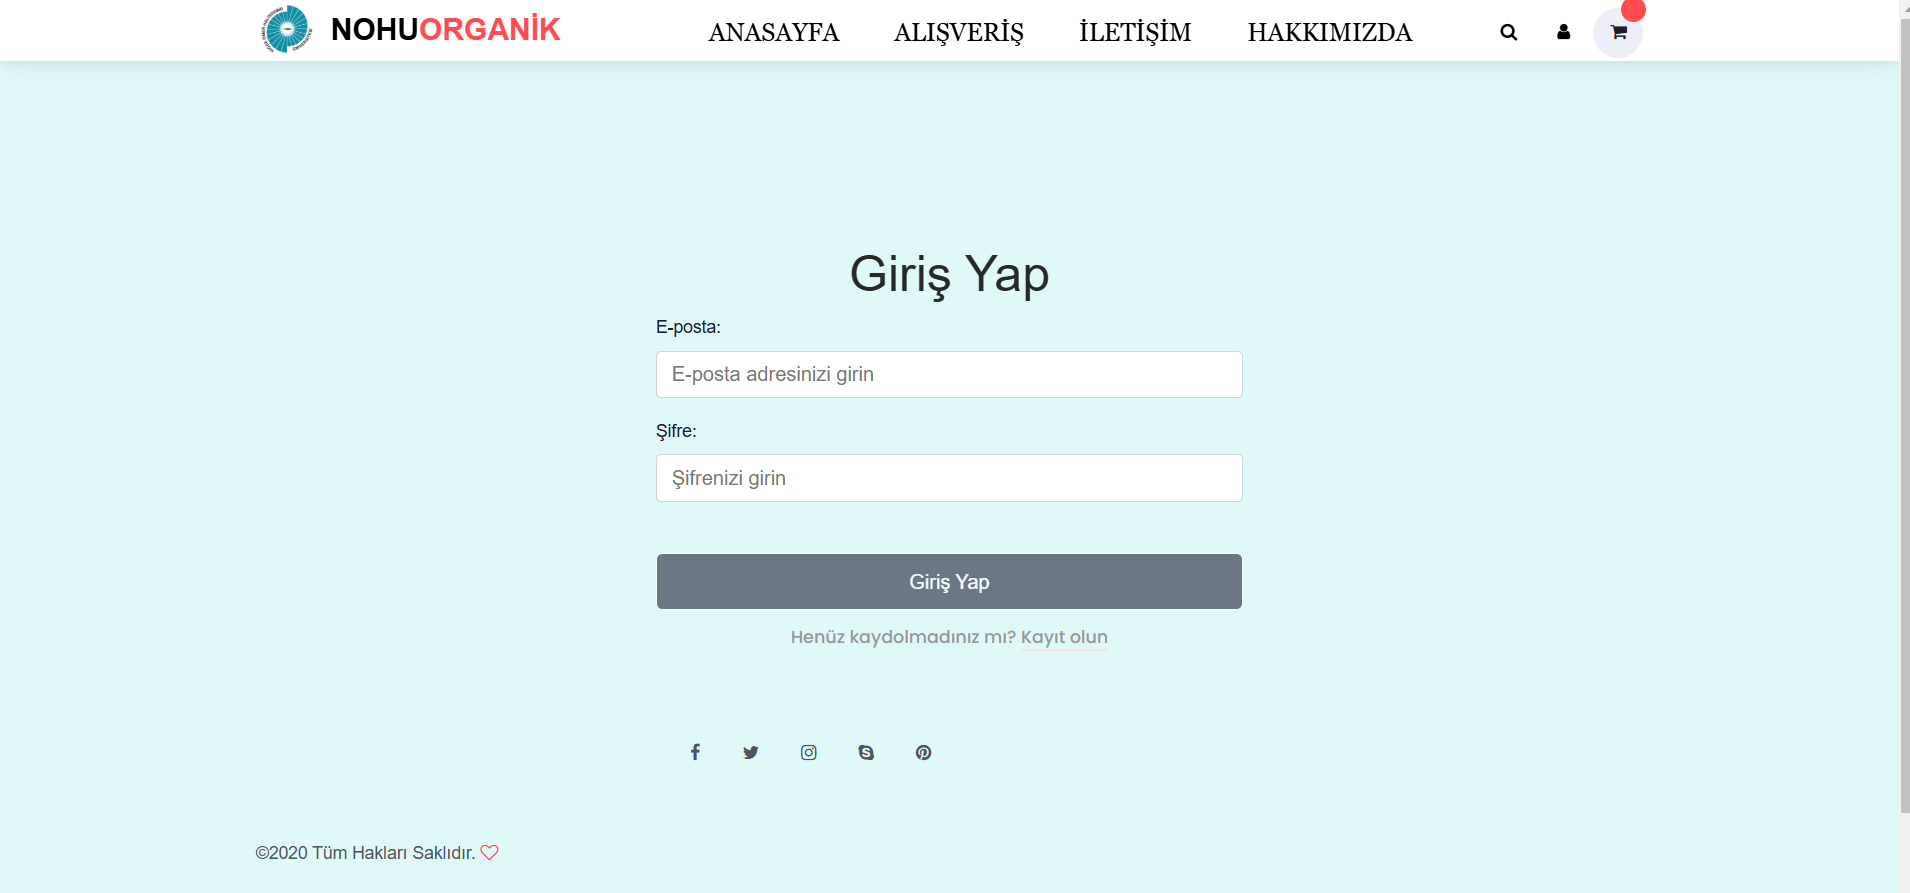 NOHUORGANİK
ANASAYFA ALIŞVERİŞ İLETİŞİM HAKKIMIZDA
Giriş Yap
E-posta:
E-posta adresinizi girin
Şifre:
Şifrenizi girin
Giriş Yap
Henüz kaydolmadınız mı? Kayıt olun
©2020 Tüm Hakları Saklıdır.